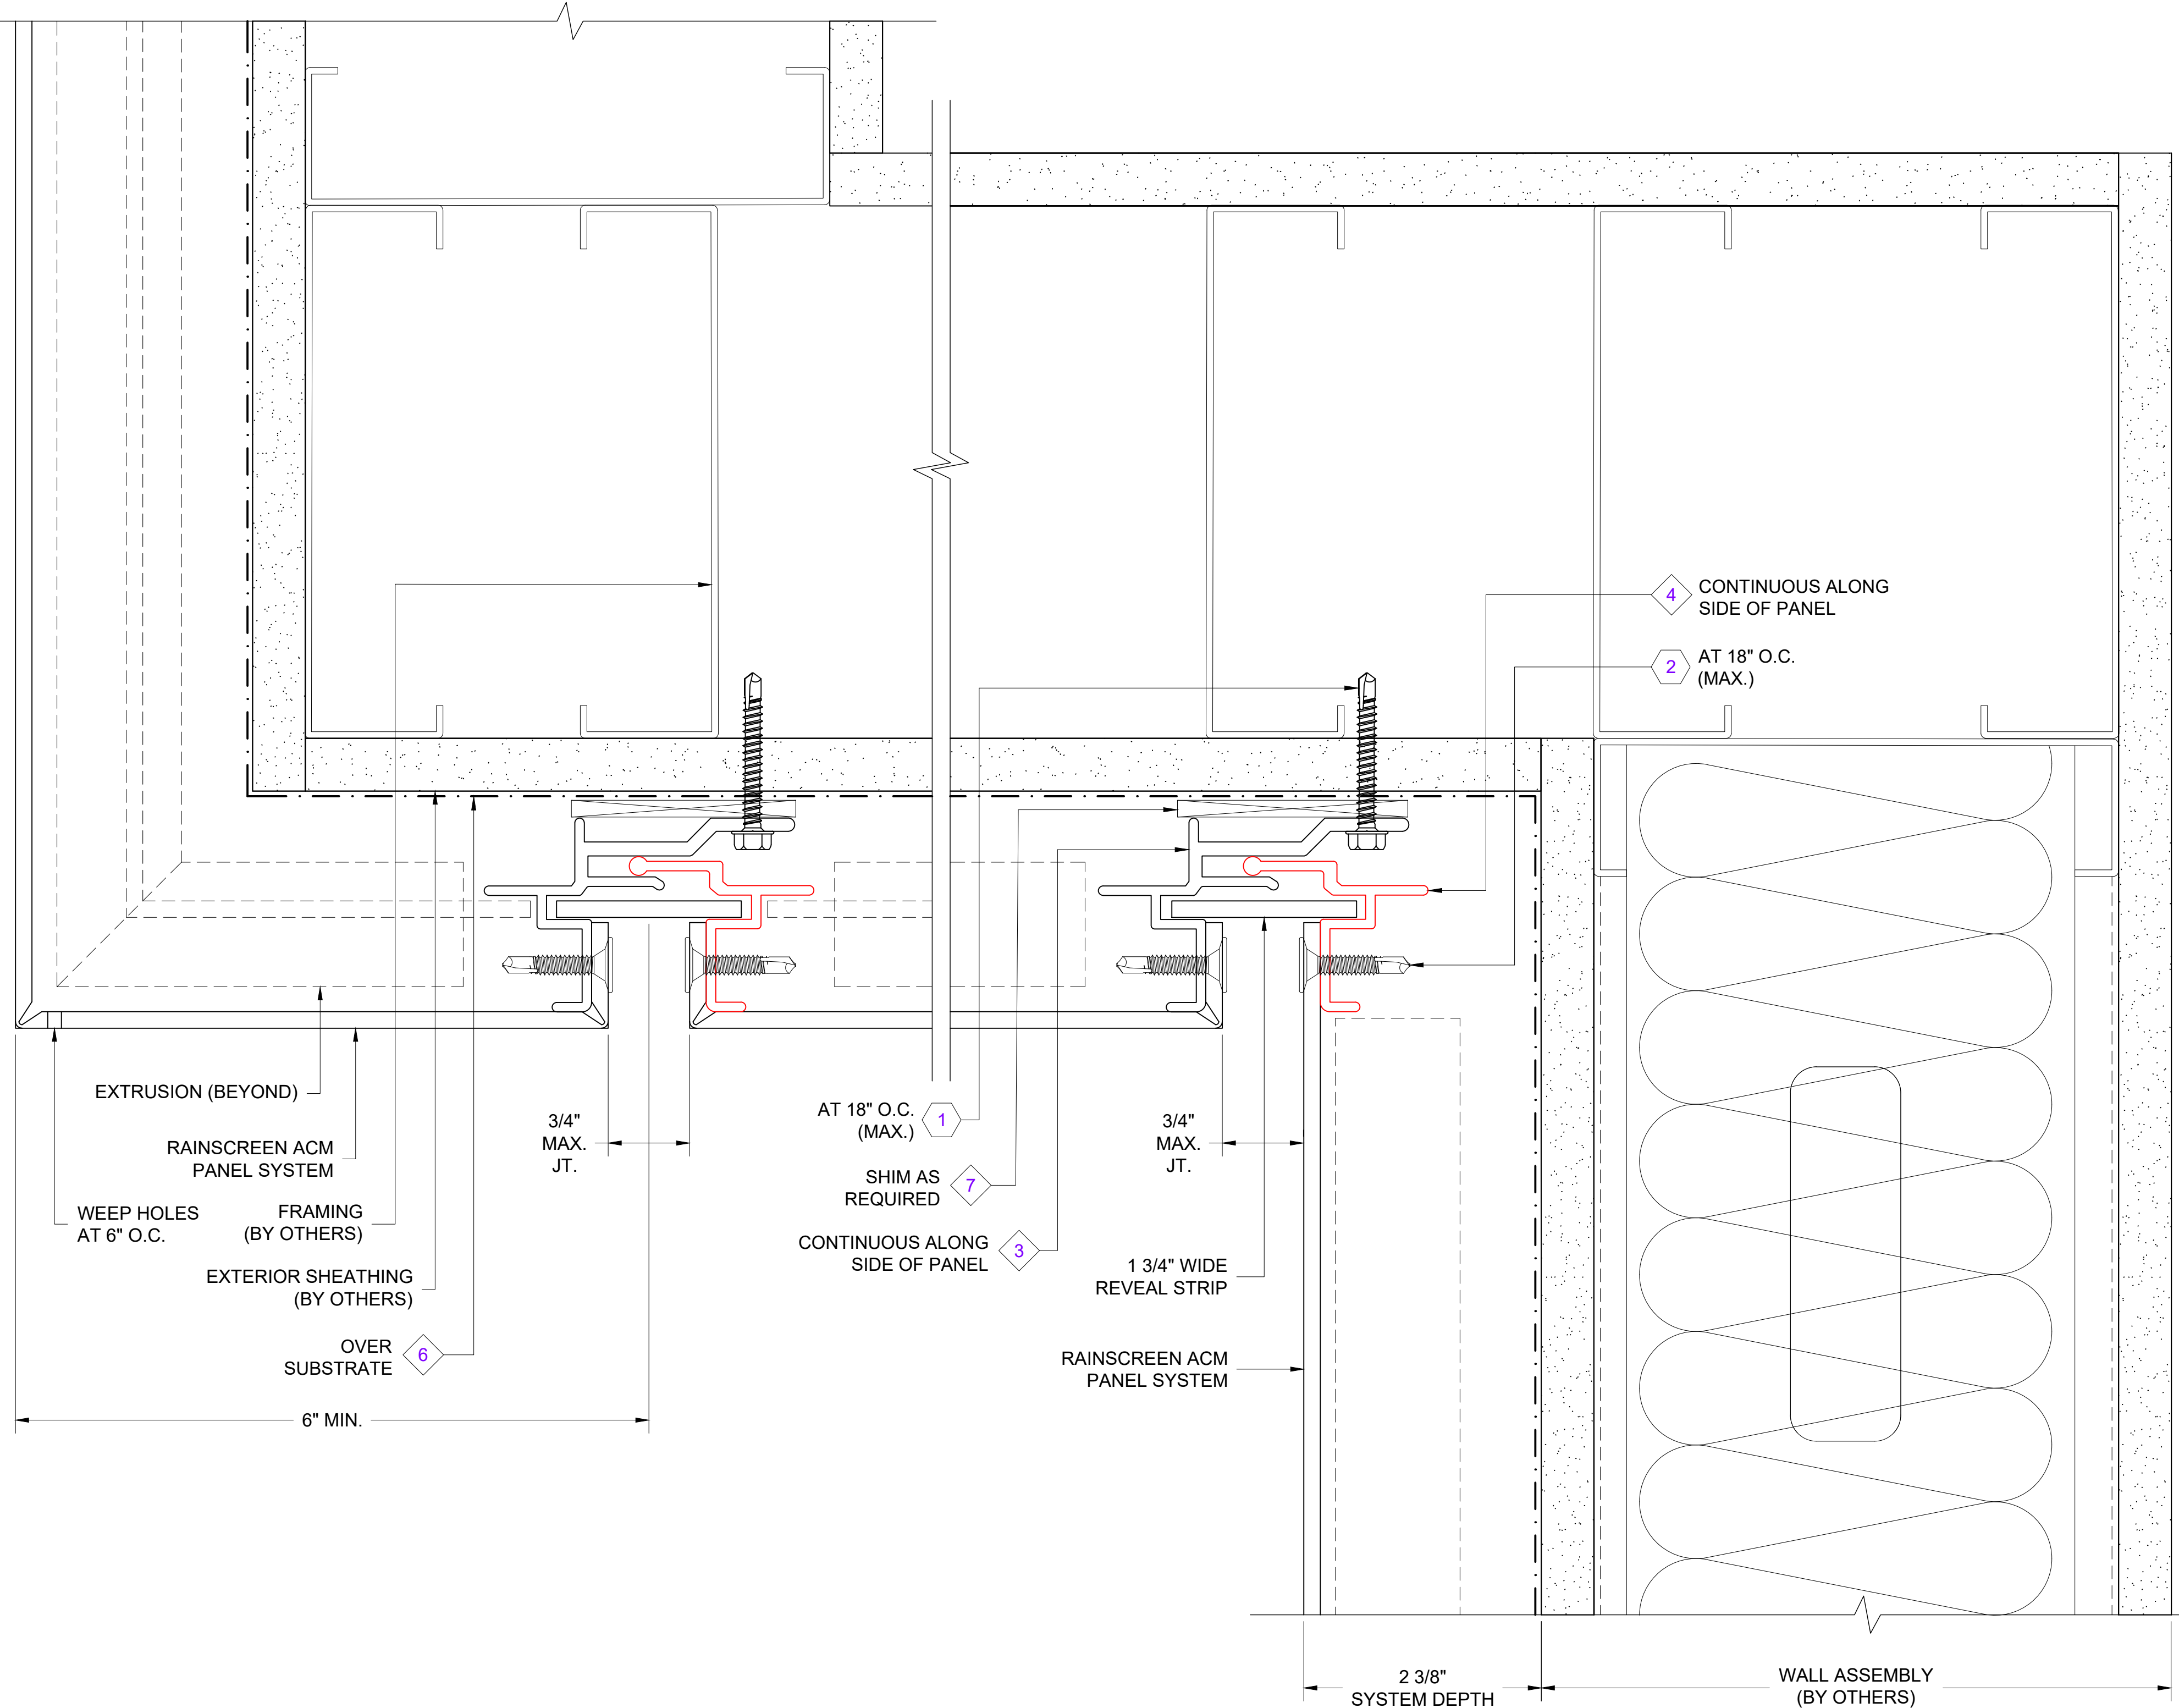 4
CONTINUOUS ALONG
SIDE OF PANEL
2
AT 18" O.C.
(MAX.)
EXTRUSION (BEYOND)
RAINSCREEN ACM
PANEL SYSTEM
WEEP HOLES
AT 6" O.C.
FRAMING
(BY OTHERS)
EXTERIOR SHEATHING
(BY OTHERS)
OVER
SUBSTRATE
6
6" MIN.
3/4"
MAX.
JT.
AT 18" O.C.
(MAX.)
1
SHIM AS
REQUIRED
7
CONTINUOUS ALONG
SIDE OF PANEL
3
3/4"
MAX.
JT.
1 3/4" WIDE
REVEAL STRIP
RAINSCREEN ACM
PANEL SYSTEM
2 3/8"
SYSTEM DEPTH
WALL ASSEMBLY
(BY OTHERS)